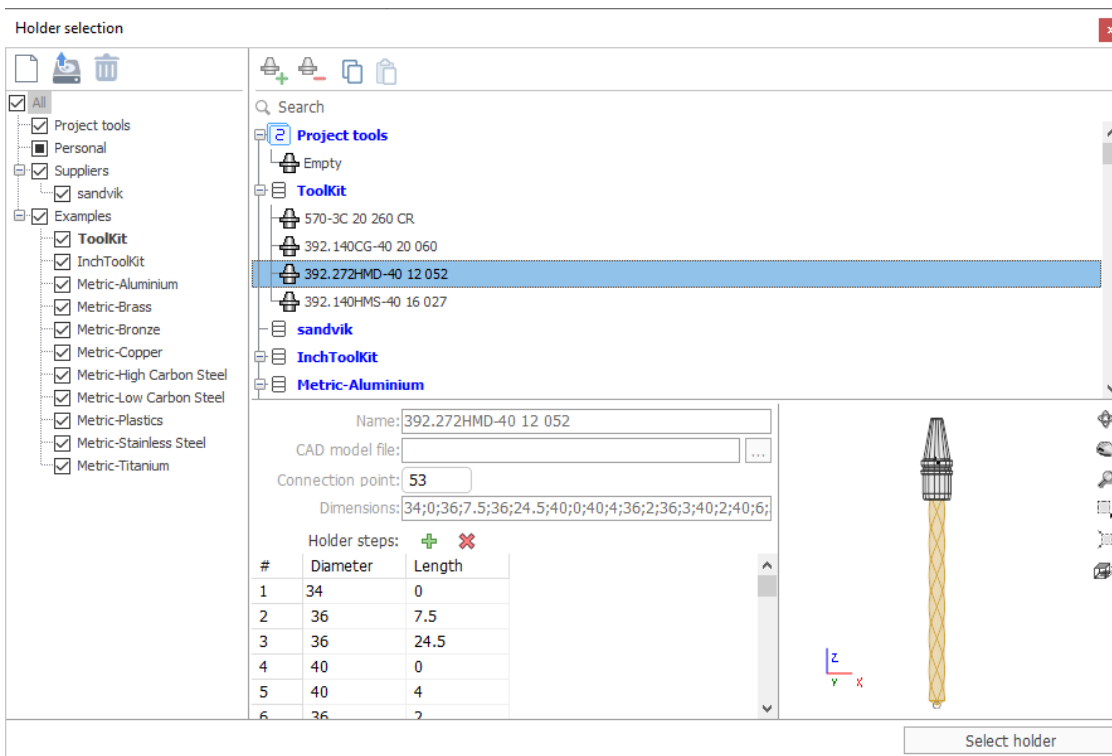 Holder selection
All
Project tools
Personal
Suppliers
sandvik
Examples
ToolKit
InchToolKit
Metric-Aluminium
Metric-Brass
Metric-Bronze
Metric-Copper
Metric-High Carbon Steel
Metric-Low Carbon Steel
Metric-Plastics
Metric-Stainless Steel
Metric-Titanium
Search
Project tools
Empty
ToolKit
570-3C 20 260 CR
392.140CG-40 20 060
392.272HMD-40 12 052
392.140HMS-40 16 027
sandvik
InchToolKit
Metric-Aluminium
Name: 392.272HMD-40 12 052
CAD model file: ...
Connection point: 53
Dimensions: 34;0;36;7.5;36;24.5;40;0;40;4;36;2;36;3;40;2;40;6;
Holder steps:
# Diameter Length
1 34 0
2 36 7.5
3 36 24.5
4 40 0
5 40 4
6 36 2
Z
Y X
Select holder